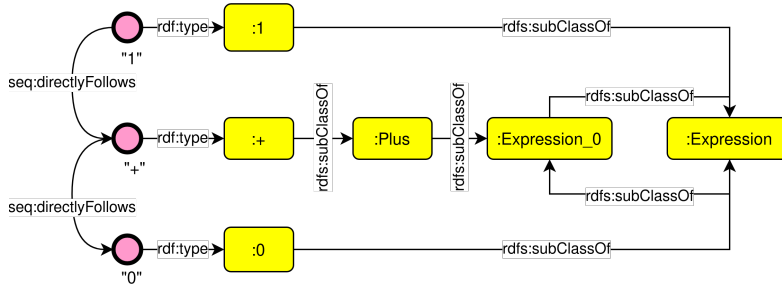 rdf:type
:1
rdfs:subClassOf
"1"
seq:directlyFollows
rdfs:subClassOf
rdf:type
:+
rdfs:subClassOf
:Plus
rdfs:subClassOf
:Expression_0
:Expression
"+"
rdfs:subClassOf
seq:directlyFollows
rdf:type
:0
rdfs:subClassOf
"0"